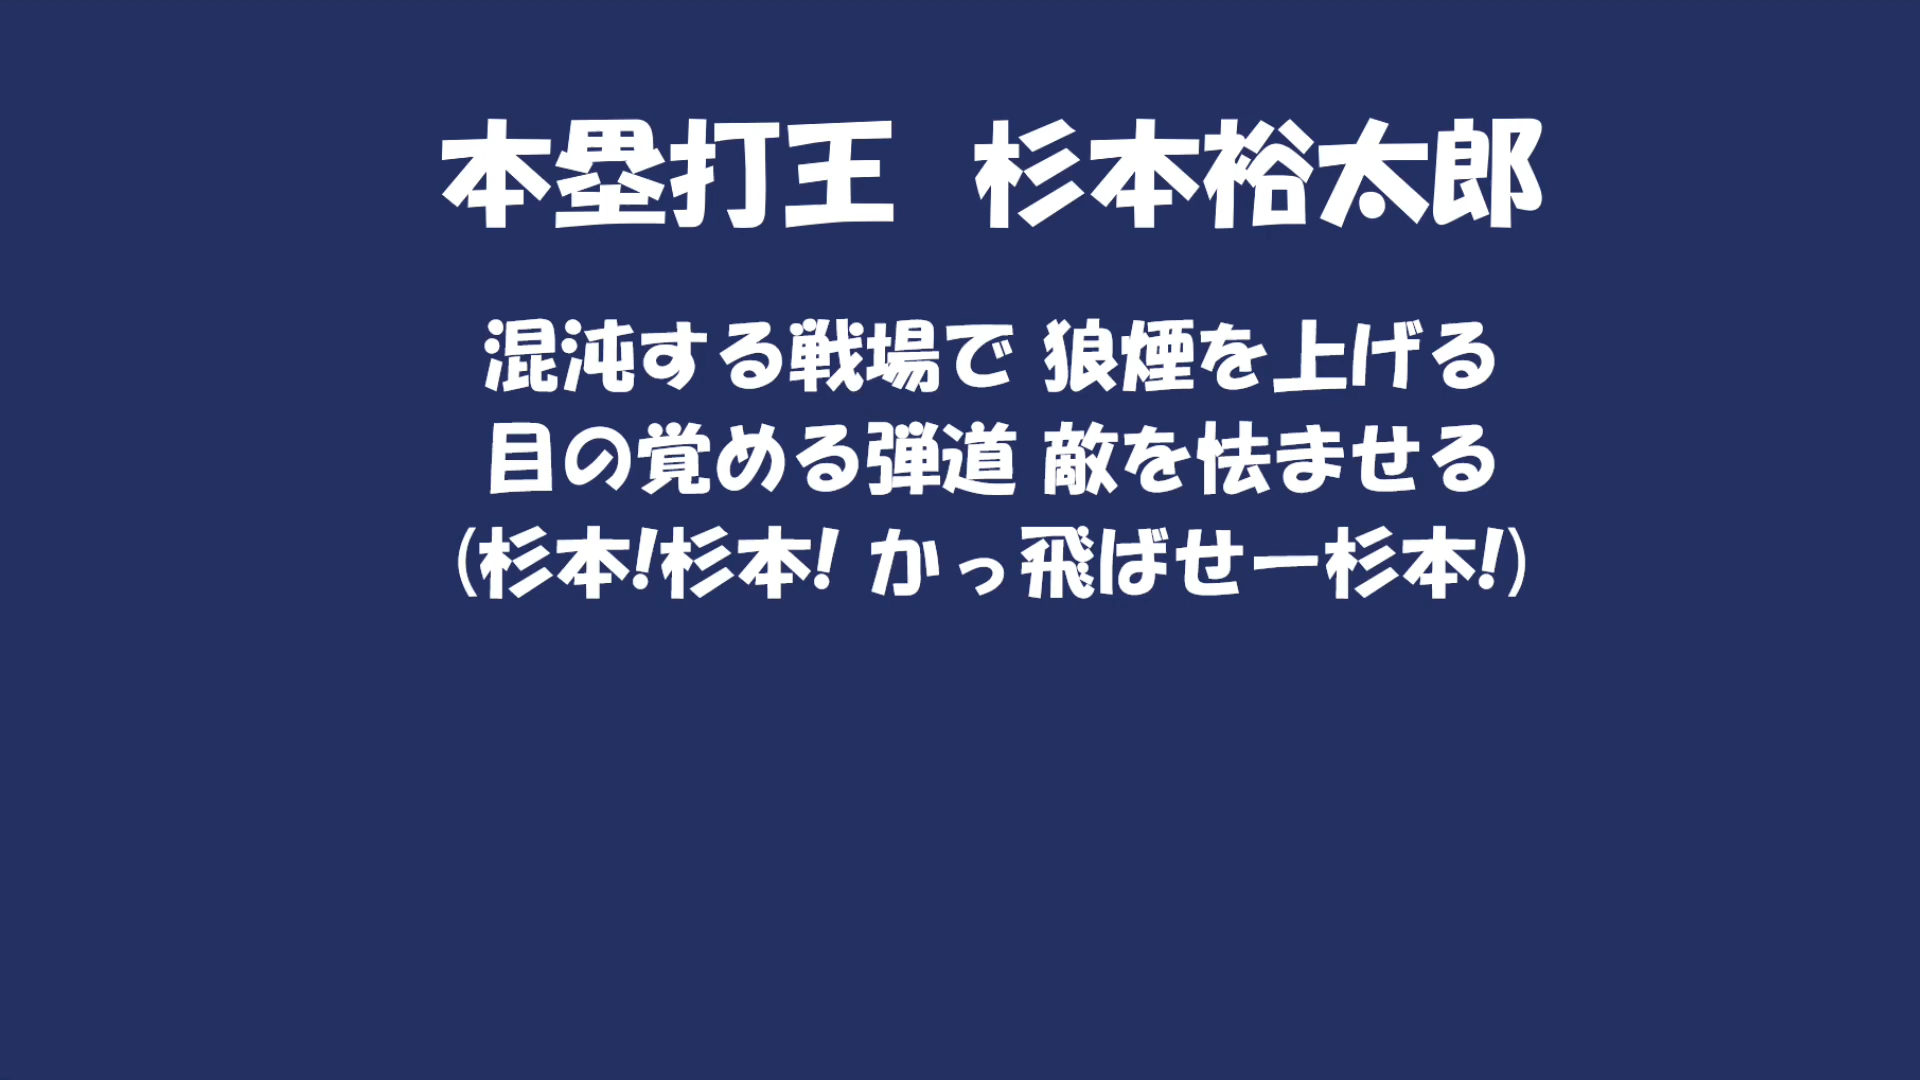 本塁打王　杉本裕太郎
混沌する戦場で 狼煙を上げる
目の覚める弾道 敵を怯ませる
(杉本!杉本! かっ飛ばせー杉本!)